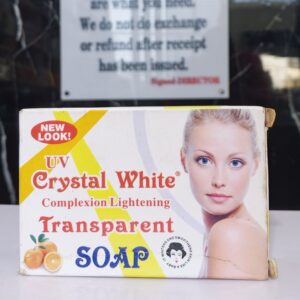 are what you need.
We do not do exchange
or refund after receipt
has been issued.
Signed DIRECTOR
NEW
LOOK!
UV
Crystal White®
Complexion Lightening
Transparent
SOAP